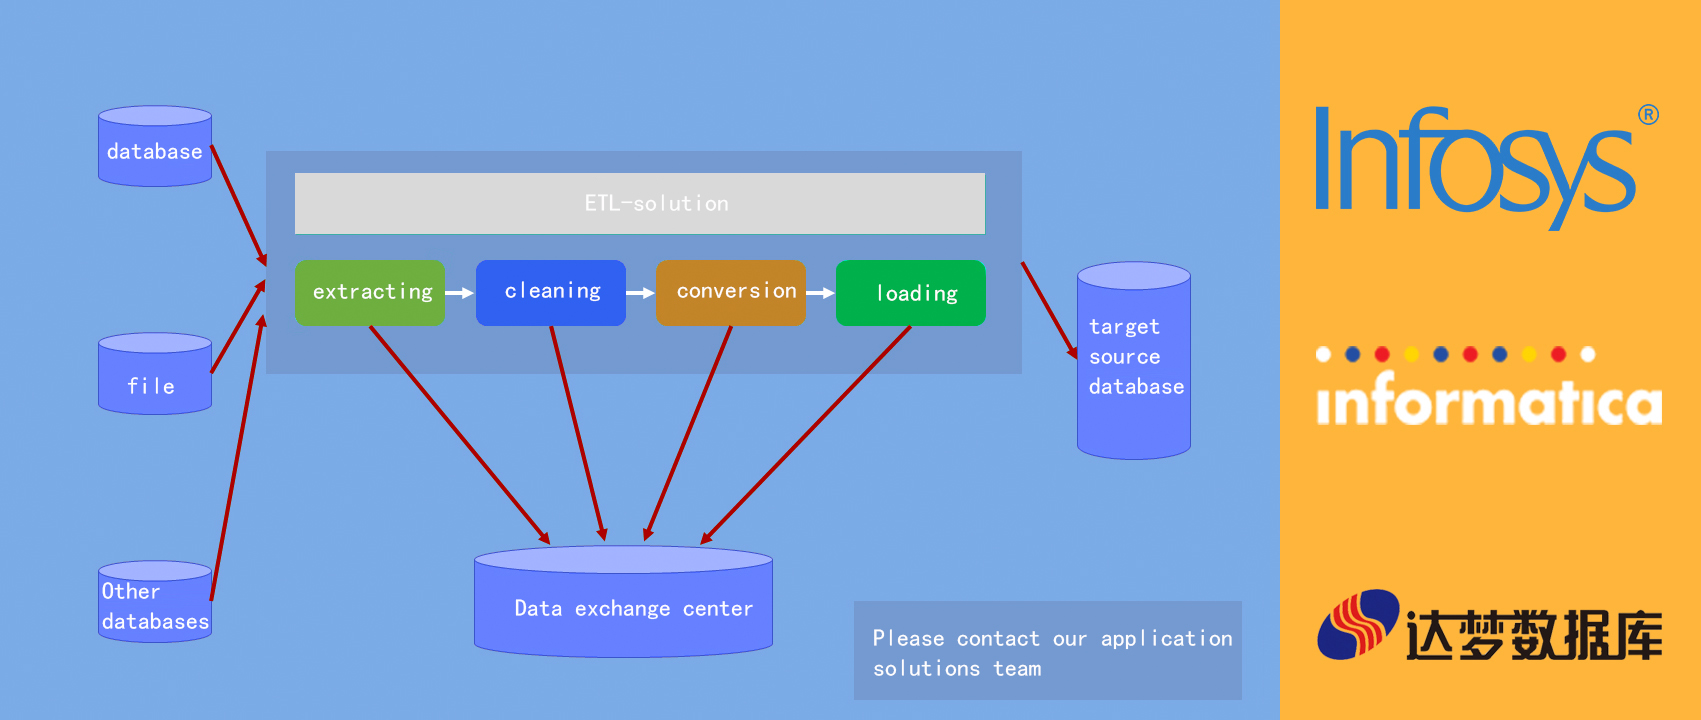 database
ETL-solution
extracting
cleaning
conversion
loading
file
target
source
database
Other
databases
Data exchange center
Please contact our application
solutions team
Infosys®
informatica
达梦数据库